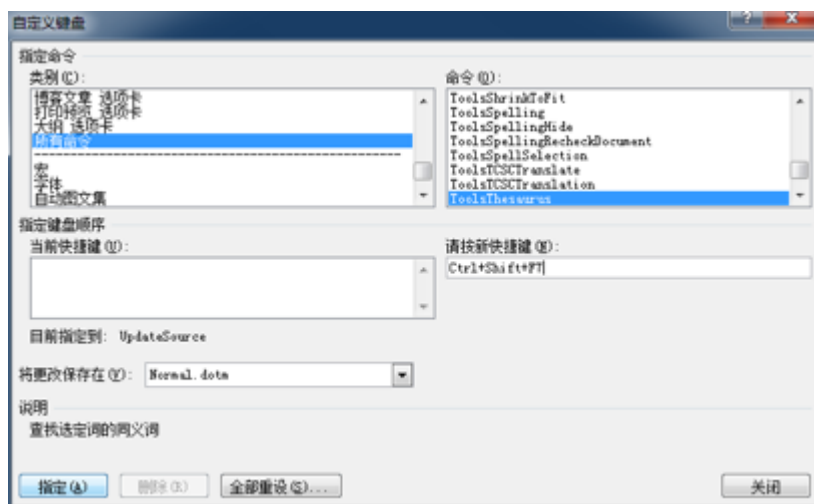 自定义键盘
指定命令
类别(C):
命令(O):
博客文章 选项卡
打印预览 选项卡
大纲 选项卡
所有命令
宏
字体
自动图文集
ToolsShrinkToFit
ToolsSpelling
ToolsSpellingHide
ToolsSpellingRecheckDocument
ToolsSpellSelection
ToolsTCSCTranslate
ToolsTCSCTranslation
ToolsThesaurus
指定键盘顺序
当前快捷键(U):
请按新快捷键(N):
Ctrl+Shift+F7
目前指定到: UpdateSource
将更改保存在(V): Normal.dotm
说明
查找选定词的同义词
指定(A)
删除(R)
全部重设(S)...
关闭